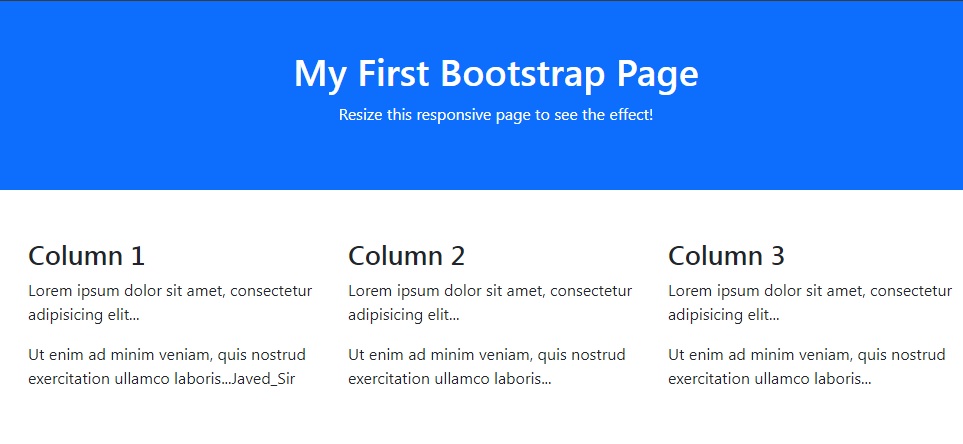 My First Bootstrap Page
Resize this responsive page to see the effect!
Column 1
Lorem ipsum dolor sit amet, consectetur
adipisicing elit...
Ut enim ad minim veniam, quis nostrud
exercitation ullamco laboris...Javed_Sir
Column 2
Lorem ipsum dolor sit amet, consectetur
adipisicing elit...
Ut enim ad minim veniam, quis nostrud
exercitation ullamco laboris...
Column 3
Lorem ipsum dolor sit amet, consectetur
adipisicing elit...
Ut enim ad minim veniam, quis nostrud
exercitation ullamco laboris...